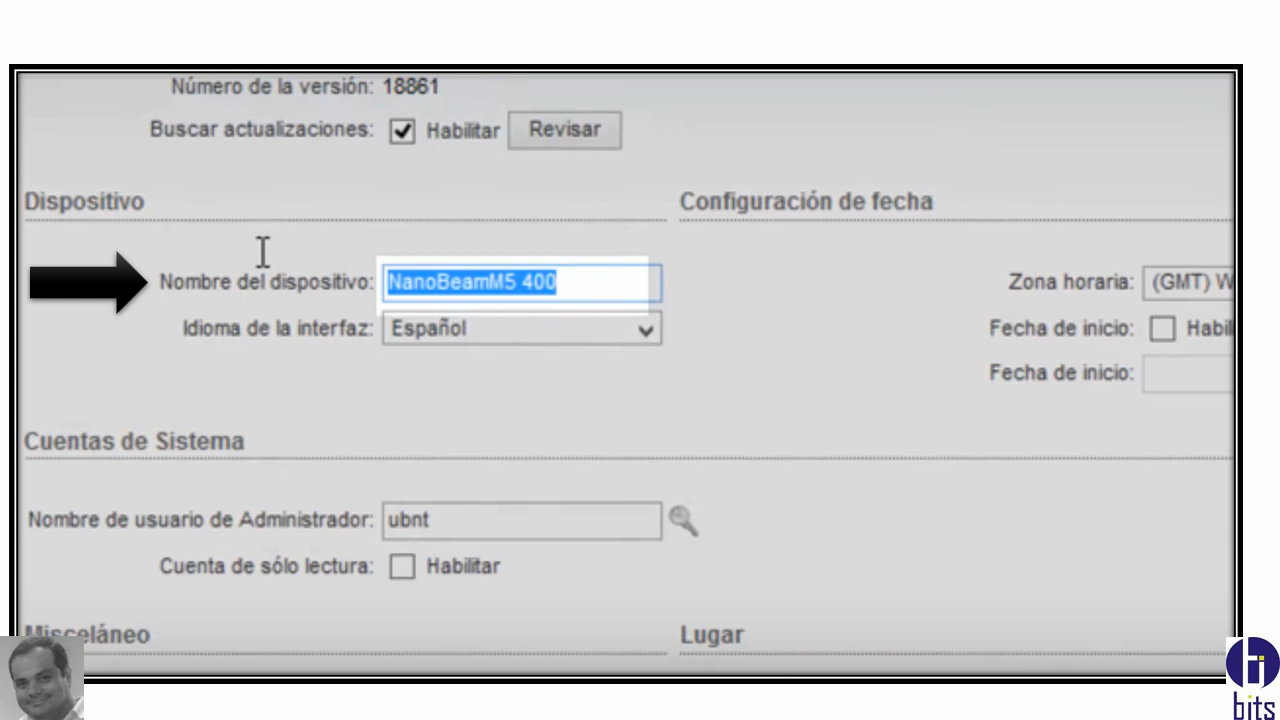 Número de la versión: 18861
Buscar actualizaciones: Habilitar Revisar
Dispositivo
Configuración de fecha
Nombre del dispositivo: NanoBeamM5 400
Zona horaria: (GMT) W
Idioma de la interfaz: Español
Fecha de inicio: Habil
Fecha de inicio:
Cuentas de Sistema
Nombre de usuario de Administrador: ubnt
Cuenta de sólo lectura: Habilitar
Misceláneo
Lugar
bits